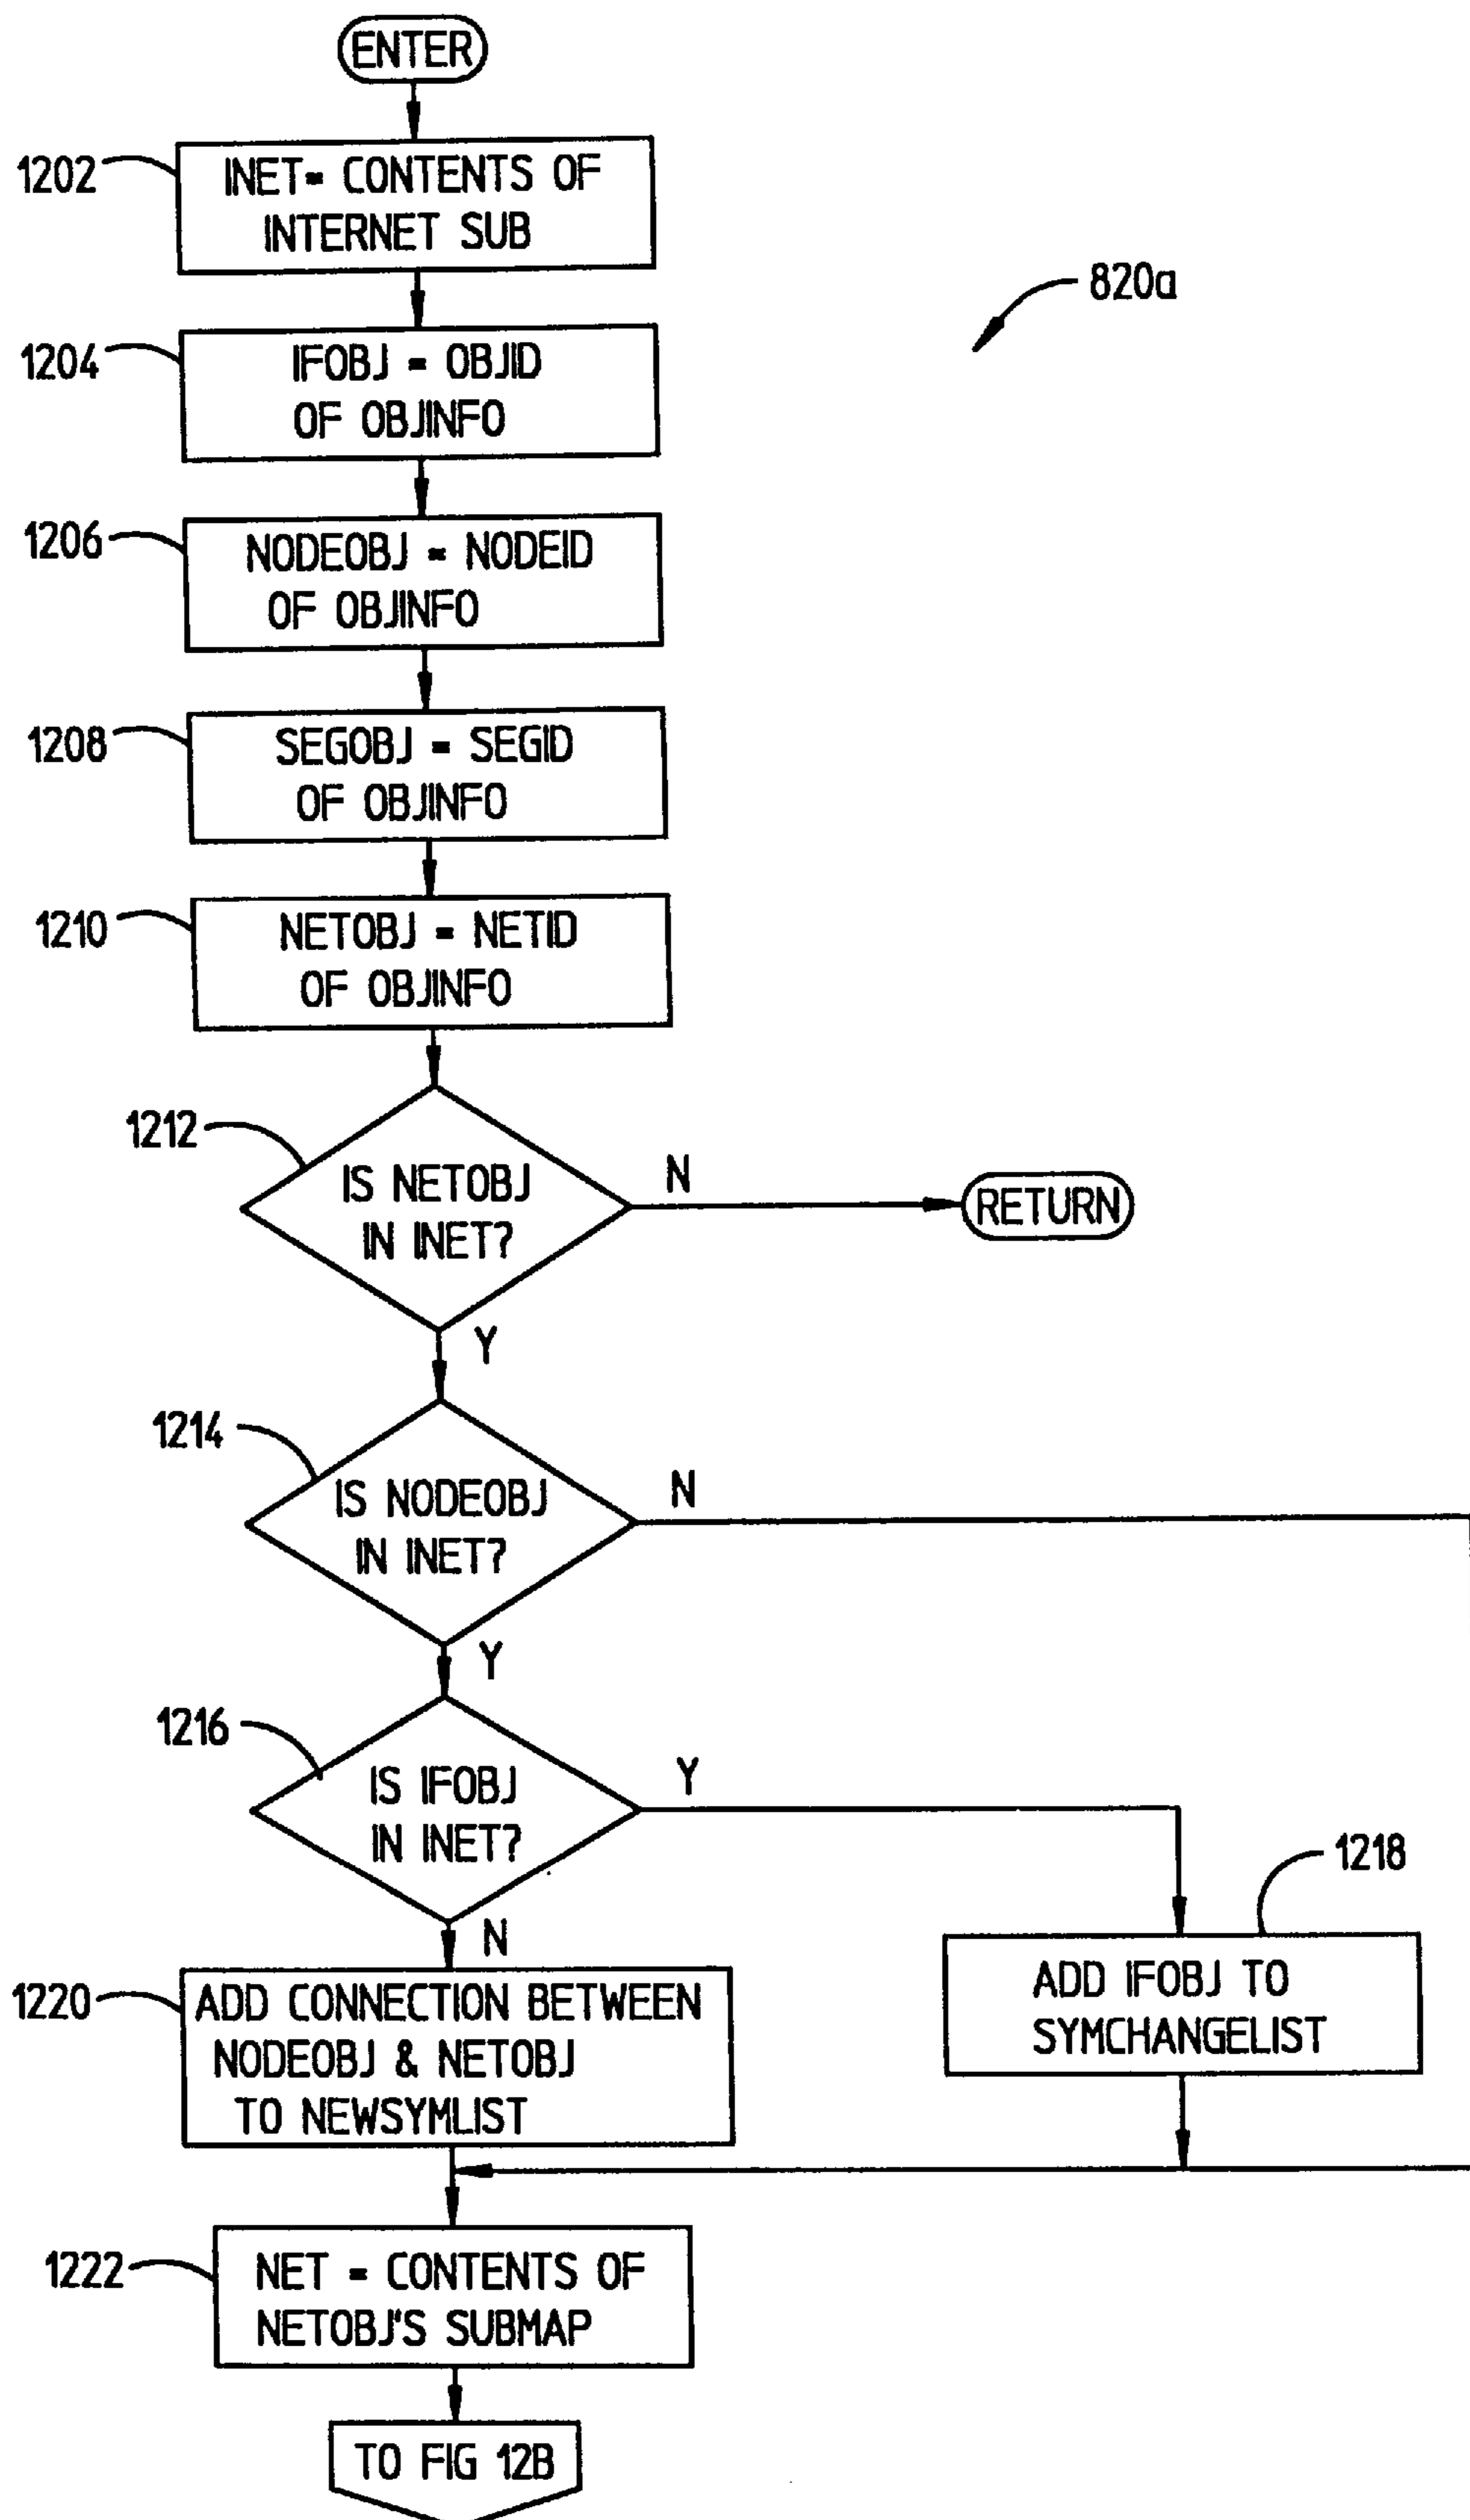 ENTER
1202
INET= CONTENTS OF
INTERNET SUB
820a
1204
IFOBJ = OBJID
OF OBJINFO
1206
NODEOBJ = NODEID
OF OBJINFO
1208
SEGOBJ = SEGID
OF OBJINFO
1210
NETOBJ = NETID
OF OBJINFO
1212
IS NETOBJ
IN INET?
N
RETURN
Y
1214
IS NODEOBJ
IN INET?
N
Y
1216
IS IFOBJ
IN INET?
Y
1218
ADD IFOBJ TO
SYMCHANGELIST
N
1220
ADD CONNECTION BETWEEN
NODEOBJ & NETOBJ
TO NEWSYMLIST
1222
NET = CONTENTS OF
NETOBJ'S SUBMAP
TO FIG 12B